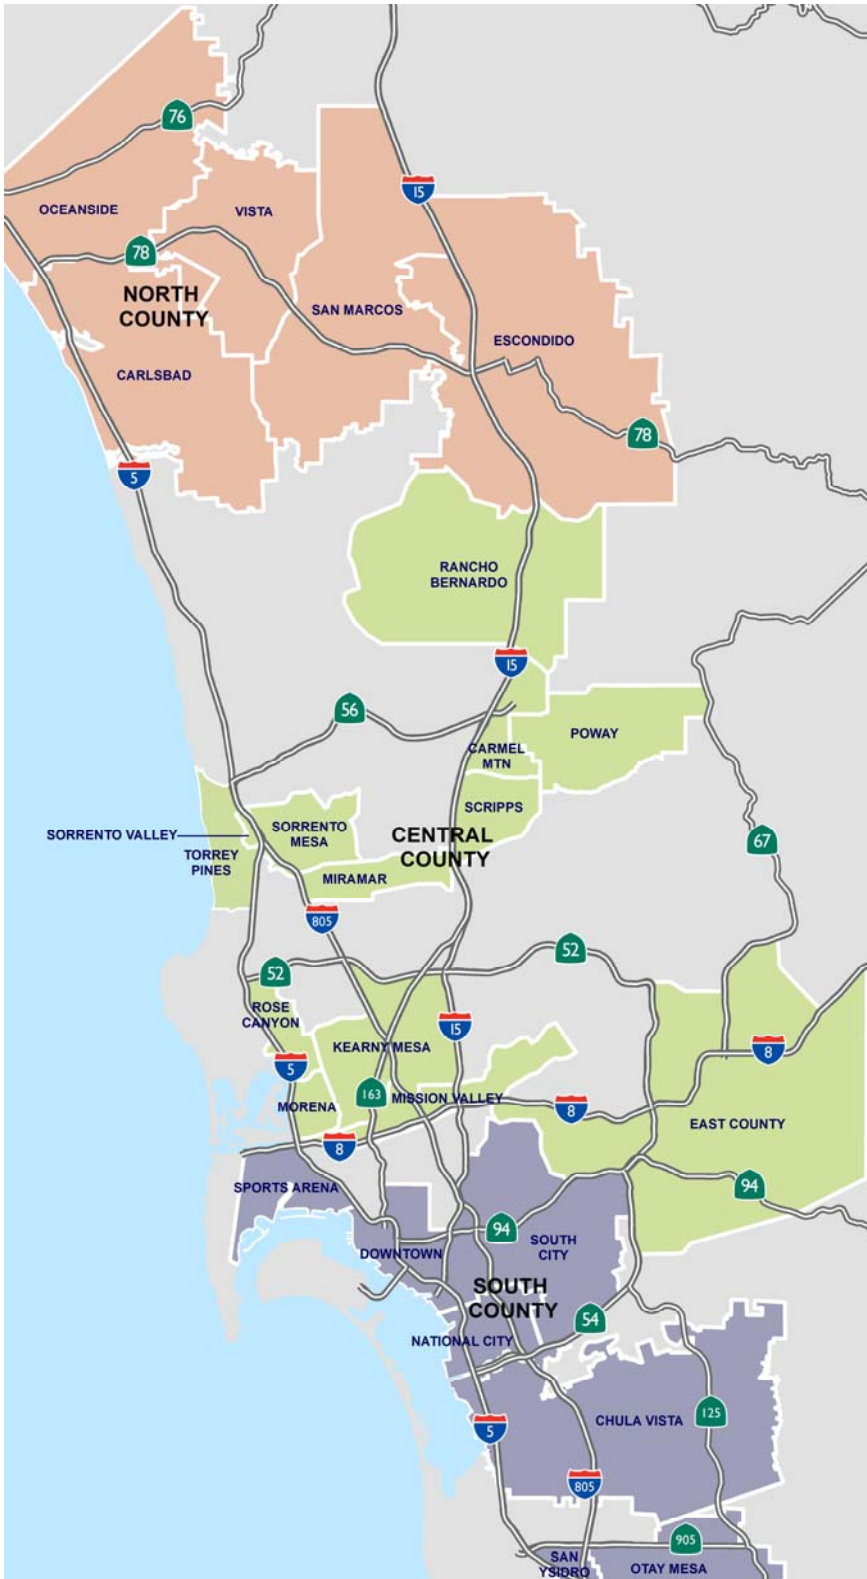 76
15
OCEANSIDE
VISTA
78
NORTH
COUNTY
SAN MARCOS
ESCONDIDO
CARLSBAD
78
5
RANCHO
BERNARDO
15
56
POWAY
CARMEL
MTN
SCRIPPS
SORRENTO VALLEY
SORRENTO
MESA
CENTRAL
COUNTY
67
TORREY
PINES
MIRAMAR
805
52
52
ROSE
CANYON
15
KEARNY MESA
8
5
163
MISSION VALLEY
MORENA
8
EAST COUNTY
8
SPORTS ARENA
94
94
DOWNTOWN
SOUTH
CITY
SOUTH
COUNTY
54
NATIONAL CITY
5
CHULA VISTA
125
805
905
SAN
YSIDRO
OTAY MESA